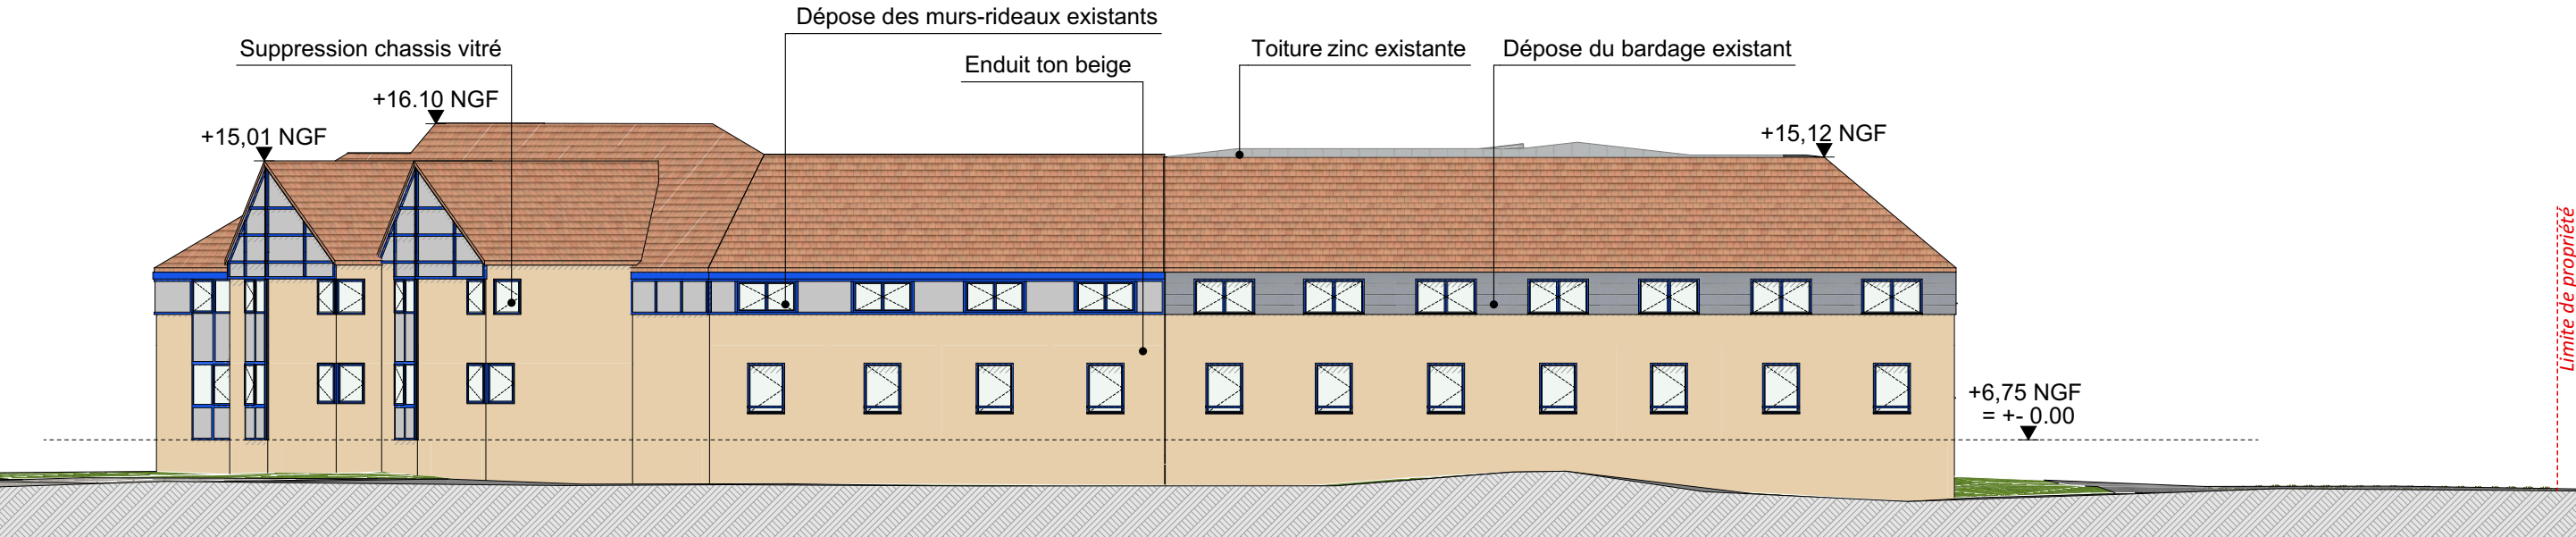 Dépose des murs-rideaux existants
Suppression chassis vitré
Toiture zinc existante
Dépose du bardage existant
Enduit ton beige
+16.10 NGF
+15,01 NGF
+15,12 NGF
Limite de propriété
+6,75 NGF
= +- 0.00